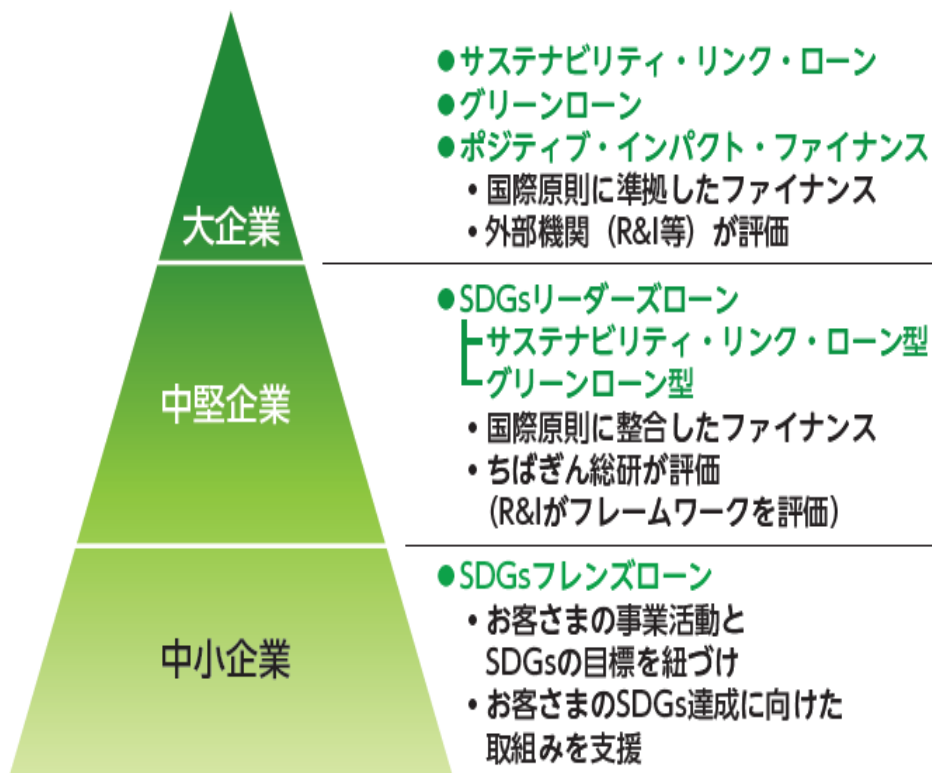 大企業
●サステナビリティ・リンク・ローン
●グリーンローン
●ポジティブ・インパクト・ファイナンス
・国際原則に準拠したファイナンス
・外部機関（R&I等）が評価
中堅企業
●SDGsリーダーズローン
サステナビリティ・リンク・ローン型
グリーンローン型
・国際原則に整合したファイナンス
・ちばぎん総研が評価
（R&Iがフレームワークを評価）
中小企業
●SDGsフレンズローン
・お客さまの事業活動と
SDGsの目標を紐づけ
・お客さまのSDGs達成に向けた
取組みを支援